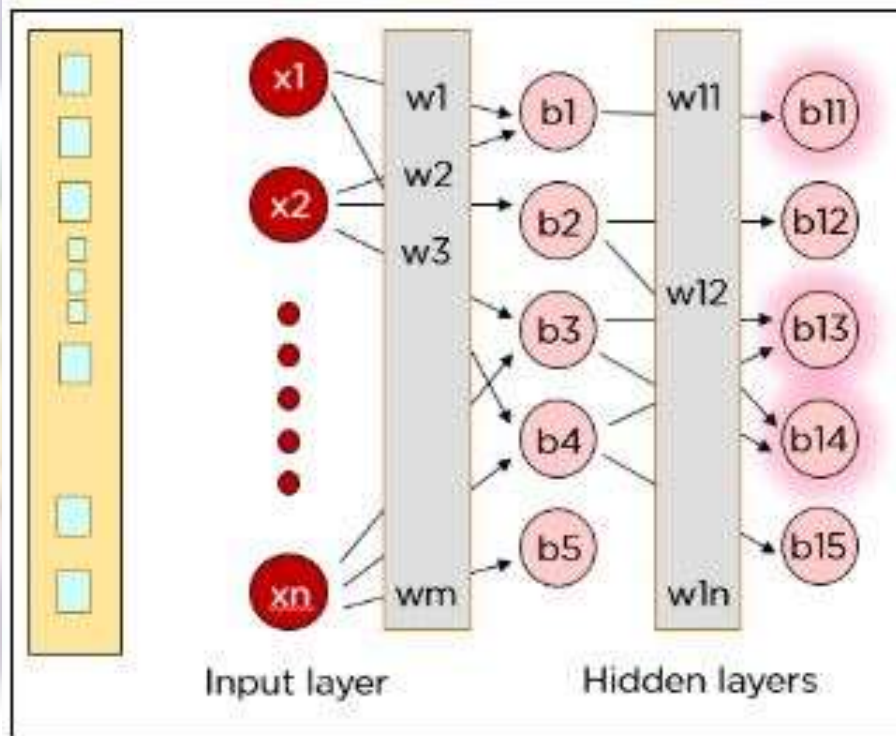 x1
x2
xn
w1
w2
w3
wm
b1
b2
b3
b4
b5
w11
w12
w1n
b11
b12
b13
b14
b15
Input layer
Hidden layers